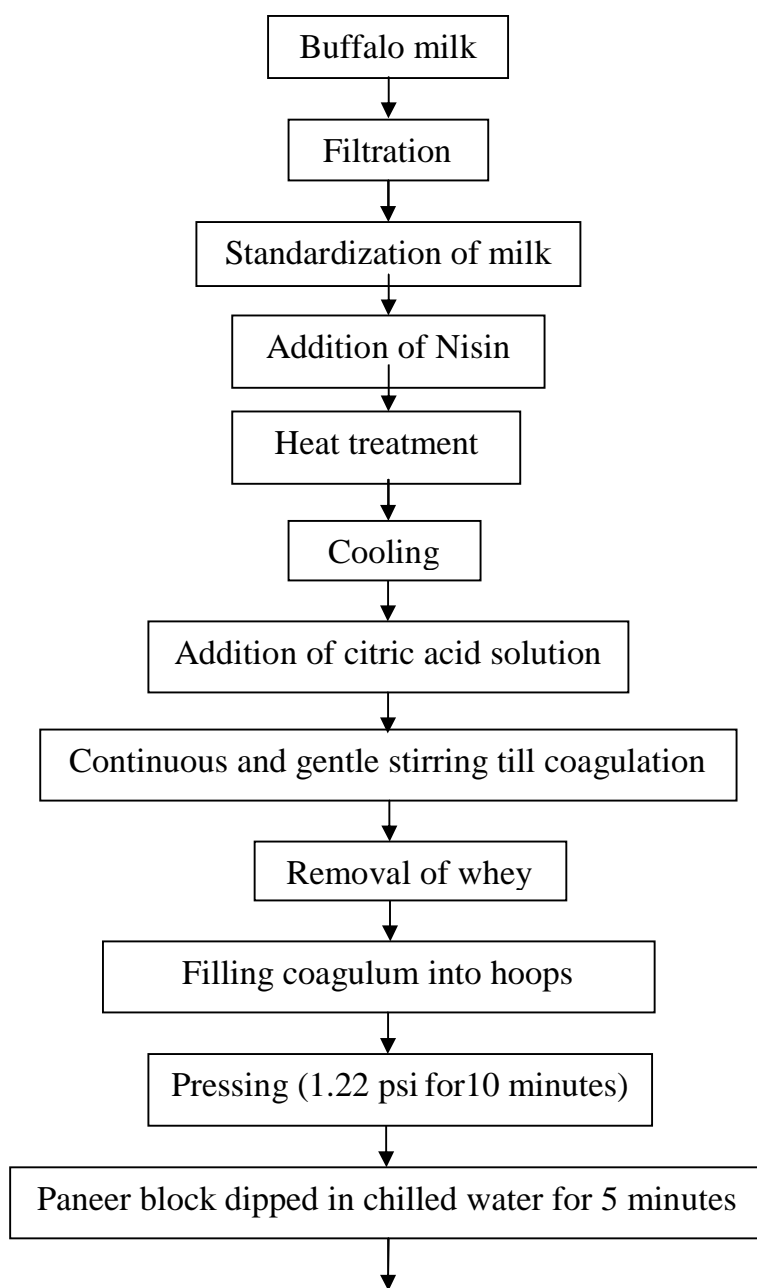 Buffalo milk
Filtration
Standardization of milk
Addition of Nisin
Heat treatment
Cooling
Addition of citric acid solution
Continuous and gentle stirring till coagulation
Removal of whey
Filling coagulum into hoops
Pressing (1.22 psi for10 minutes)
Paneer block dipped in chilled water for 5 minutes